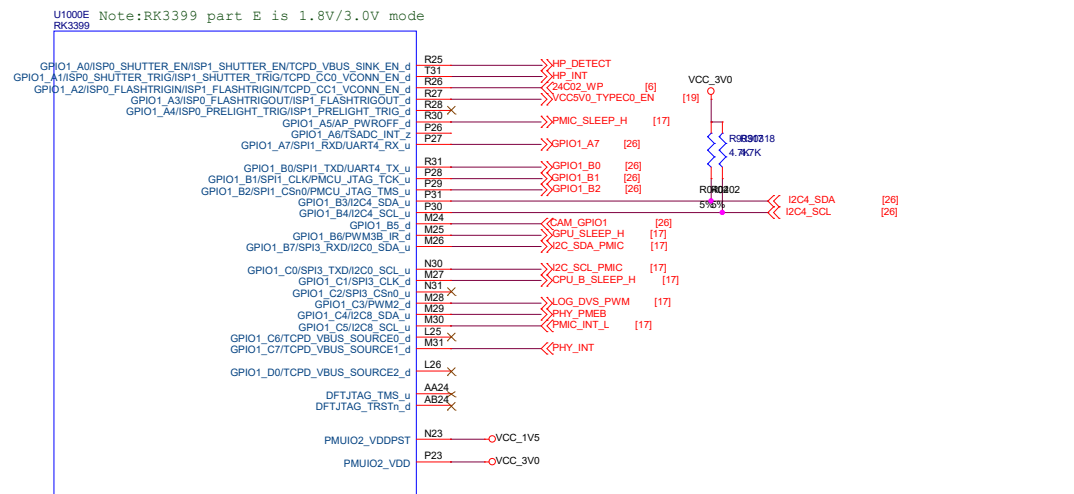 U1000E Note:RK3399 part E is 1.8V/3.0V mode
RK3399
GPIO1_A0/ISP0_SHUTTER_EN/ISP1_SHUTTER_EN/TCPD_VBUS_SINK_EN_d R25 HP_DETECT
GPIO1_A1/ISP0_SHUTTER_TRIG/ISP1_SHUTTER_TRIG/TCPD_CC0_VCONN_EN_d T31 HP_INT
GPIO1_A2/ISP0_FLASHTRIGIN/ISP1_FLASHTRIGIN/TCPD_CC1_VCONN_EN_d R26 24C02_WP [6]
GPIO1_A3/ISP0_FLASHTRIGOUT/ISP1_FLASHTRIGOUT_d R27 VCC5V0_TYPEC0_EN [19]
GPIO1_A4/ISP0_PRELIGHT_TRIG/ISP1_PRELIGHT_TRIG_d R28
GPIO1_A5/AP_PWROFF_d R30 PMIC_SLEEP_H [17]
GPIO1_A6/TSADC_INT_z P26
GPIO1_A7/SPI1_RXD/UART4_RX_u P27 GPIO1_A7 [26]
VCC_3V0
4.7K
GPIO1_B0/SPI1_TXD/UART4_TX_u R31 GPIO1_B0 [26]
GPIO1_B1/SPI1_CLK/PMCU_JTAG_TCK_u P28 GPIO1_B1 [26]
GPIO1_B2/SPI1_CSn0/PMCU_JTAG_TMS_u P29 GPIO1_B2 [26]
5%
GPIO1_B3/I2C4_SDA_u P31 I2C4_SDA [26]
GPIO1_B4/I2C4_SCL_u P30 I2C4_SCL [26]
GPIO1_B5_d M24 CAM_GPIO1 [26]
GPIO1_B6/PWM3B_IR_d M25 GPU_SLEEP_H [17]
GPIO1_B7/SPI3_RXD/I2C0_SDA_u M26 I2C_SDA_PMIC [17]
GPIO1_C0/SPI3_TXD/I2C0_SCL_u N30 I2C_SCL_PMIC [17]
GPIO1_C1/SPI3_CLK_d M27 CPU_B_SLEEP_H [17]
GPIO1_C2/SPI3_CSn0_u N31
GPIO1_C3/PWM2_d M28 LOG_DVS_PWM [17]
GPIO1_C4/I2C8_SDA_u M29 PHY_PMEB
GPIO1_C5/I2C8_SCL_u M30 PMIC_INT_L [17]
GPIO1_C6/TCPD_VBUS_SOURCE0_d L25
GPIO1_C7/TCPD_VBUS_SOURCE1_d M31 PHY_INT
GPIO1_D0/TCPD_VBUS_SOURCE2_d L26
DFTJTAG_TMS_u AA24
DFTJTAG_TRSTn_d AB24
PMUIO2_VDDPST N23 VCC_1V5
PMUIO2_VDD P23 VCC_3V0